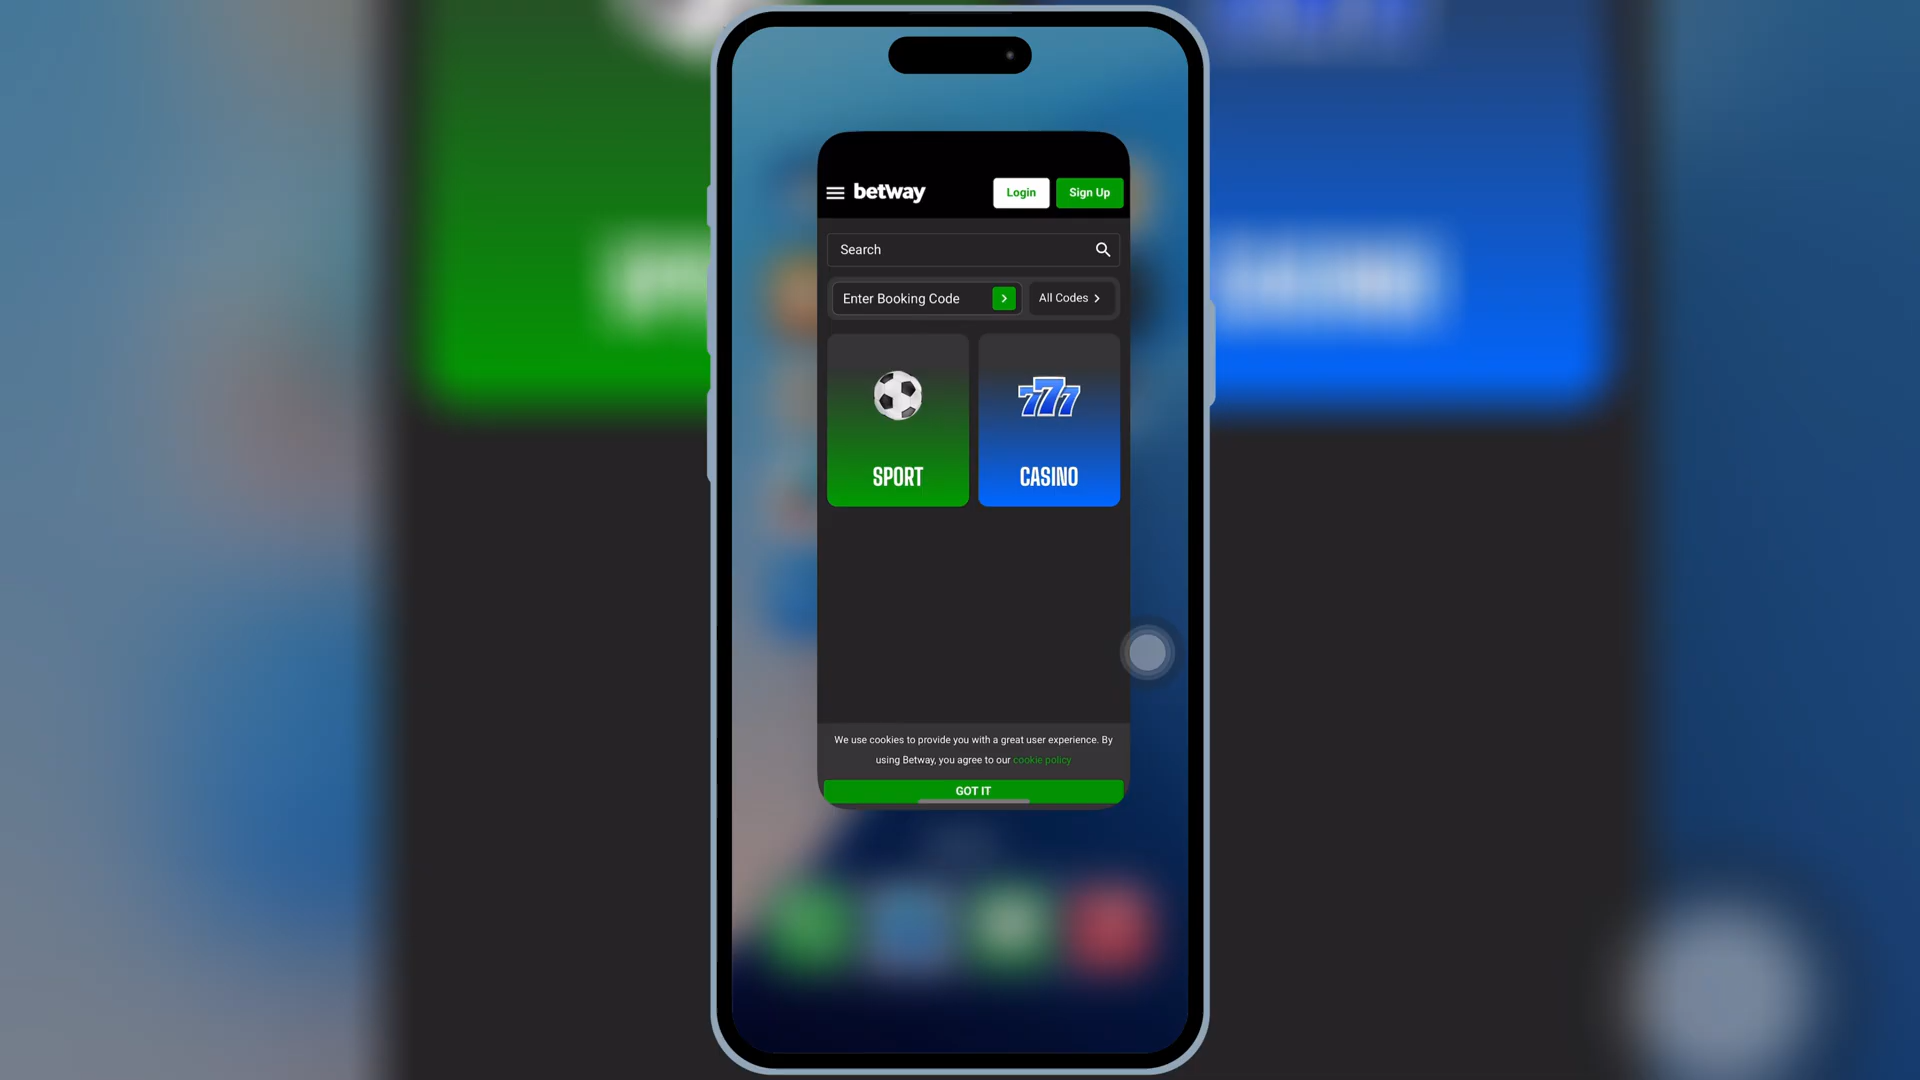 betway
Login
Sign Up
Search
Enter Booking Code
All Codes
777
SPORT
CASINO
We use cookies to provide you with a great user experience. By
using Betway, you agree to our cookie policy
GOT IT